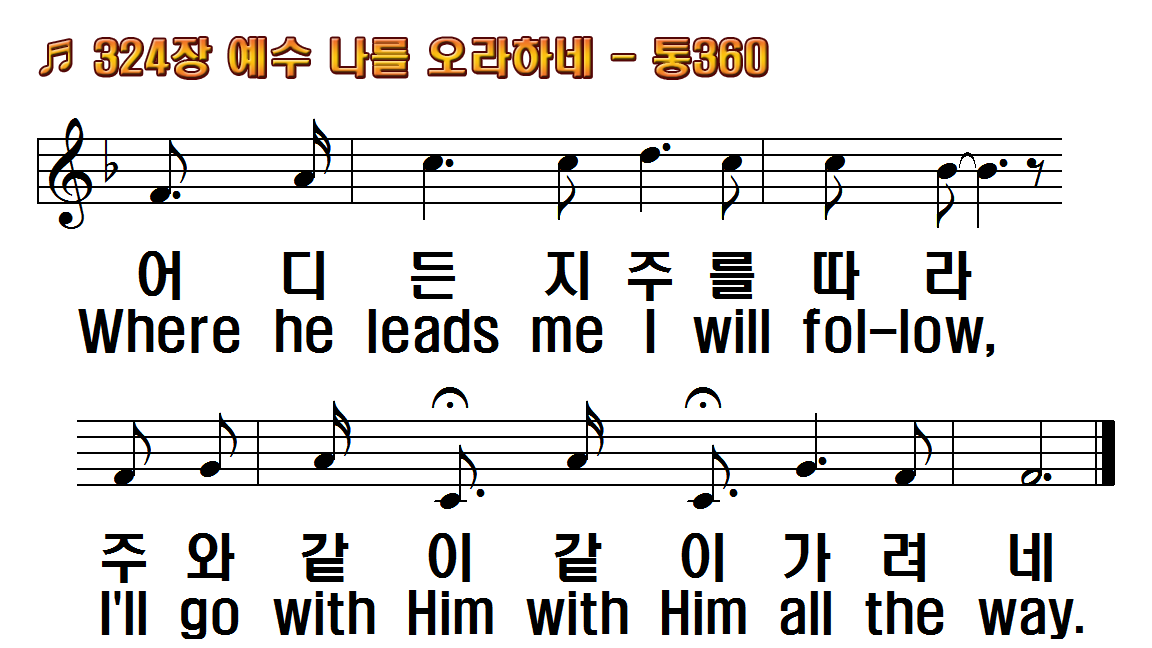 ♬ 324장 예수 나를 오라하네 - 통360
어 디 든 지 주 를 따 라
Where he leads me I will fol-low,
주 와 같 이 같 이 가 려 네
I'll go with Him with Him all the way.